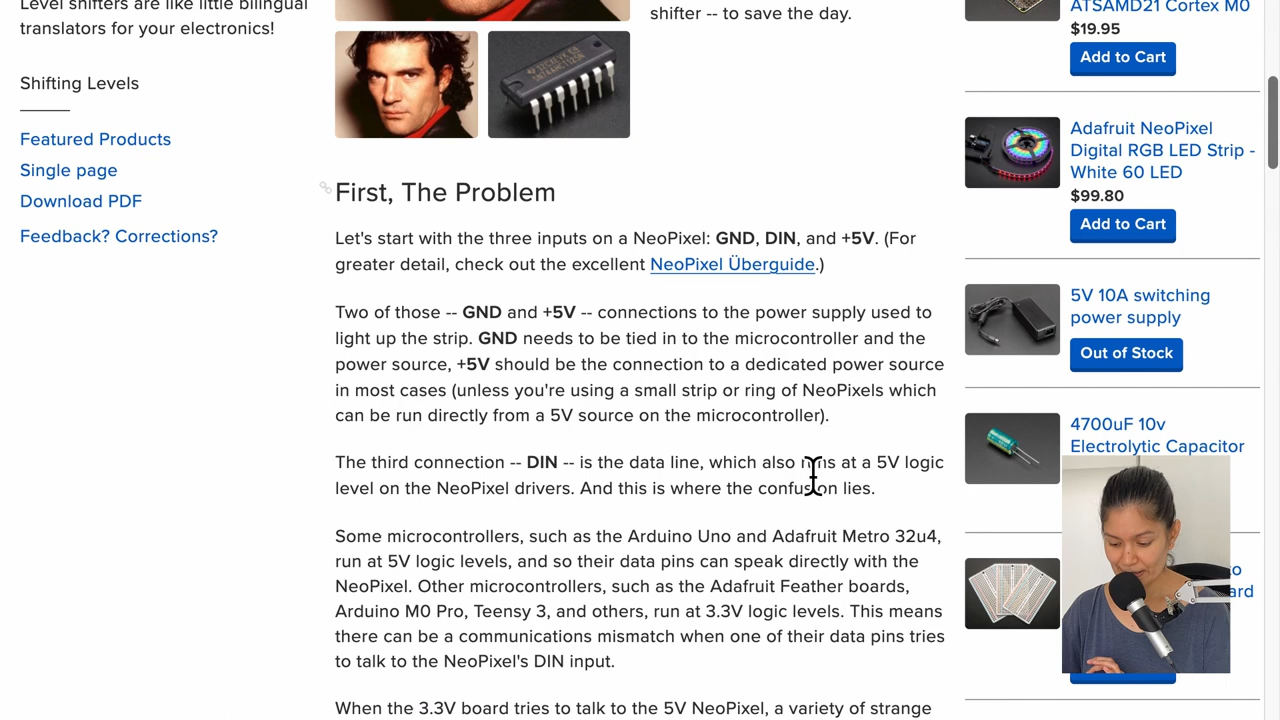 Level shifters are like little bilingual
translators for your electronics!
Shifting Levels
Featured Products
Single page
Download PDF
Feedback? Corrections?
shifter -- to save the day.
First, The Problem
Let's start with the three inputs on a NeoPixel: GND, DIN, and +5V. (For
greater detail, check out the excellent NeoPixel Überguide.)
Two of those -- GND and +5V -- connections to the power supply used to
light up the strip. GND needs to be tied in to the microcontroller and the
power source, +5V should be the connection to a dedicated power source
in most cases (unless you're using a small strip or ring of NeoPixels which
can be run directly from a 5V source on the microcontroller).
The third connection -- DIN -- is the data line, which also runs at a 5V logic
level on the NeoPixel drivers. And this is where the confusion lies.
Some microcontrollers, such as the Arduino Uno and Adafruit Metro 32u4,
run at 5V logic levels, and so their data pins can speak directly with the
NeoPixel. Other microcontrollers, such as the Adafruit Feather boards,
Arduino M0 Pro, Teensy 3, and others, run at 3.3V logic levels. This means
there can be a communications mismatch when one of their data pins tries
to talk to the NeoPixel's DIN input.
When the 3.3V board tries to talk to the 5V NeoPixel, a variety of strange
ATSAMD21 Cortex M0
$19.95
Add to Cart
Adafruit NeoPixel
Digital RGB LED Strip -
White 60 LED
$99.80
Add to Cart
5V 10A switching
power supply
Out of Stock
4700uF 10v
Electrolytic Capacitor